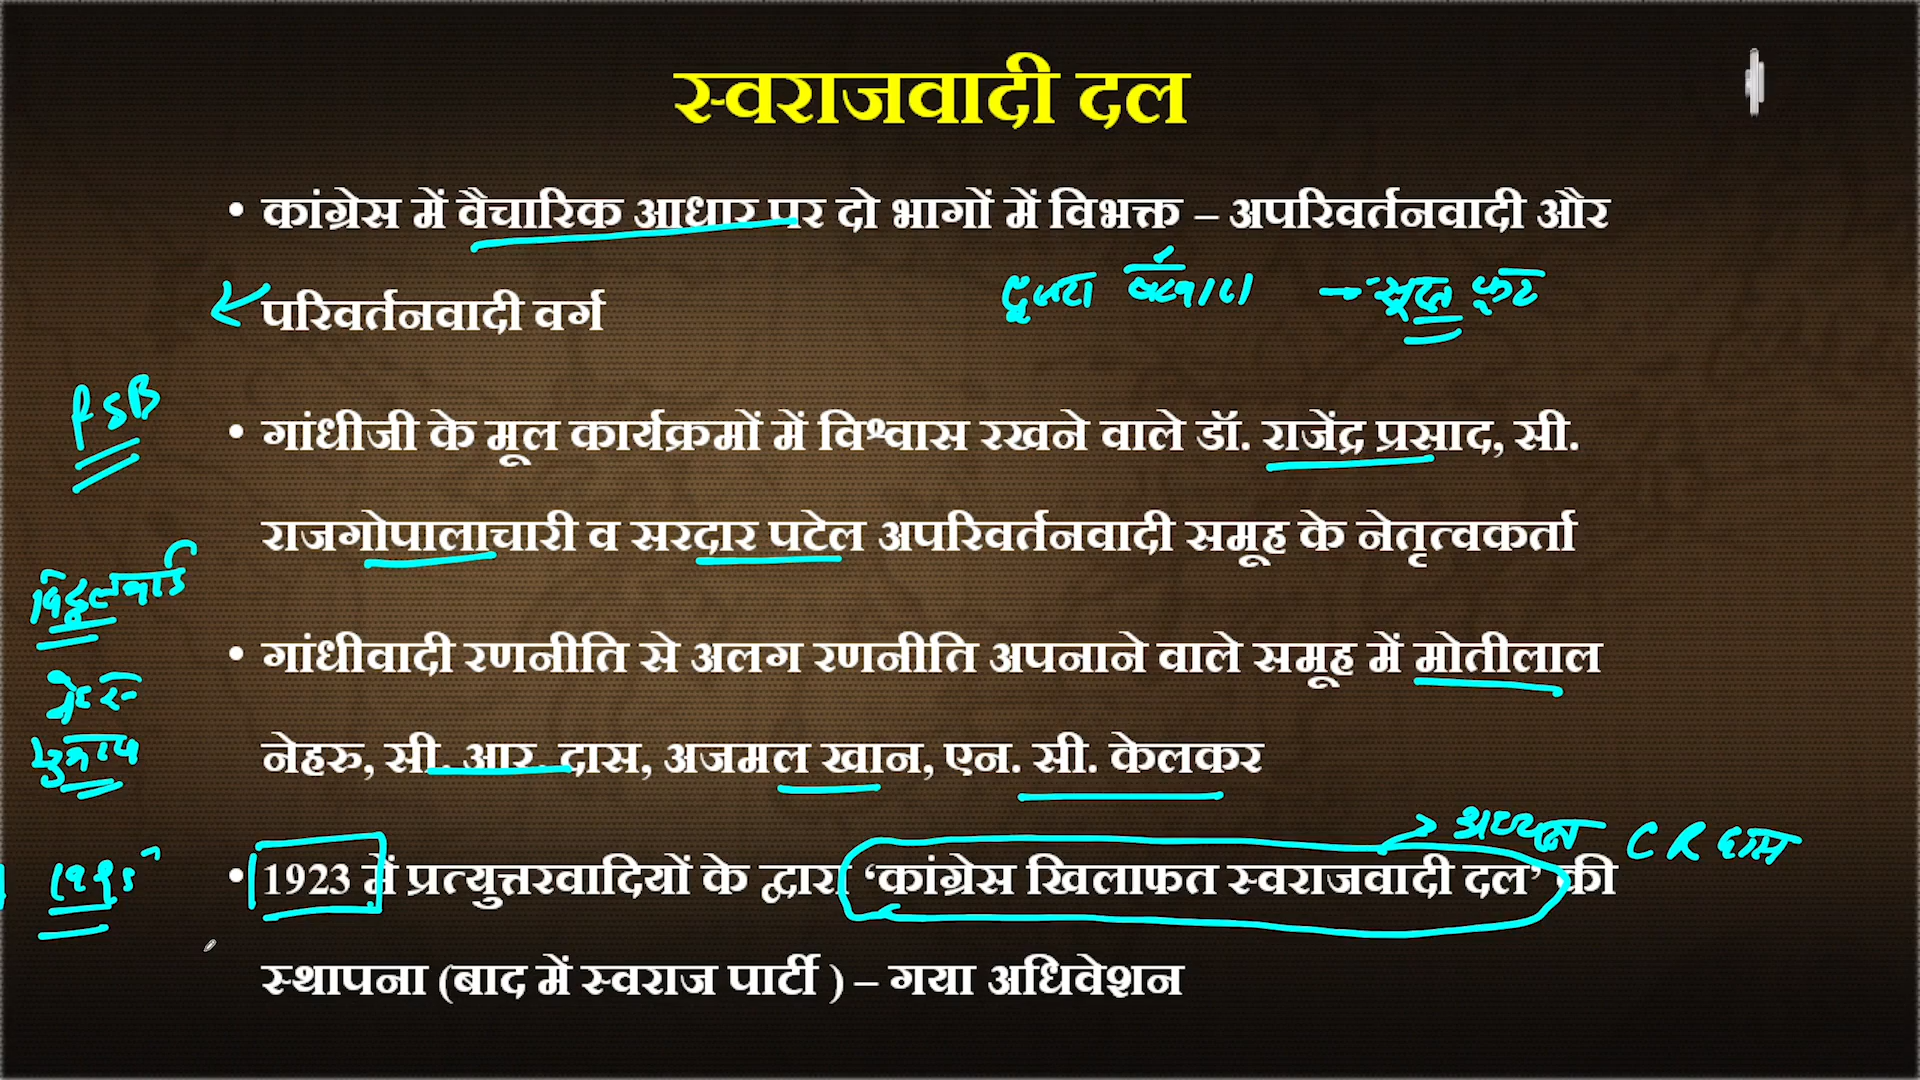 स्वराजवादी दल
• कांग्रेस में वैचारिक आधार पर दो भागों में विभक्त – अपरिवर्तनवादी और
परिवर्तनवादी वर्ग
• गांधीजी के मूल कार्यक्रमों में विश्वास रखने वाले डॉ. राजेंद्र प्रसाद, सी.
राजगोपालाचारी व सरदार पटेल अपरिवर्तनवादी समूह के नेतृत्वकर्ता
• गांधीवादी रणनीति से अलग रणनीति अपनाने वाले समूह में मोतीलाल
नेहरु, सी. आर. दास, अजमल खान, एन. सी. केलकर
अध्यक्ष C R दास
• 1923 में प्रत्युत्तरवादियों के द्वारा ‘कांग्रेस खिलाफत स्वराजवादी दल’ की
स्थापना (बाद में स्वराज पार्टी ) – गया अधिवेशन